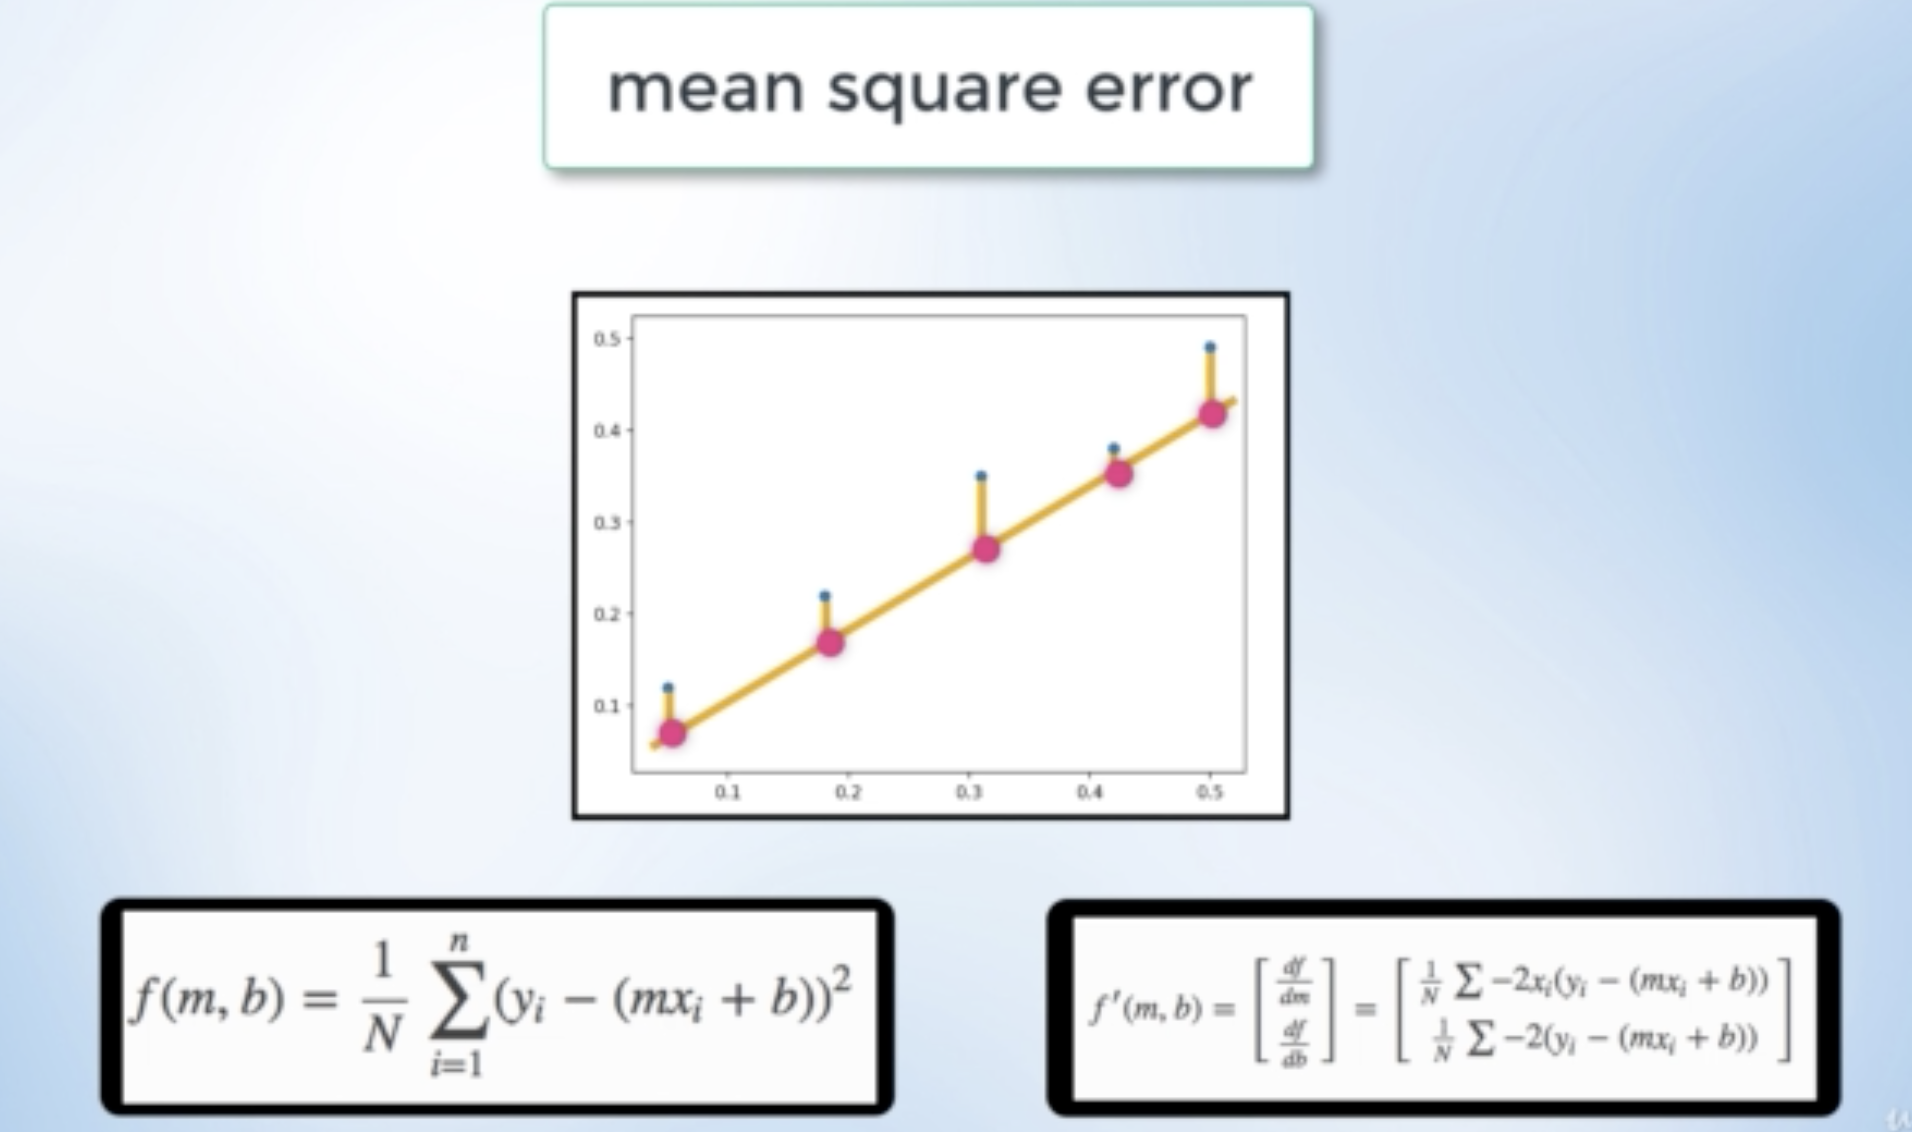 mean square error
0.5
0.4
0.3
0.2
0.1
0.1 0.2 0.3 0.4 0.5
f(m, b) = \frac{1}{N} \sum_{i=1}^{n} (y_i − (mx_i + b))^2
f'(m, b) = \begin{bmatrix} \frac{df}{dm} \\ \frac{df}{db} \end{bmatrix} = \begin{bmatrix} \frac{1}{N} \sum −2x_i(y_i − (mx_i + b)) \\ \frac{1}{N} \sum −2(y_i − (mx_i + b)) \end{bmatrix}